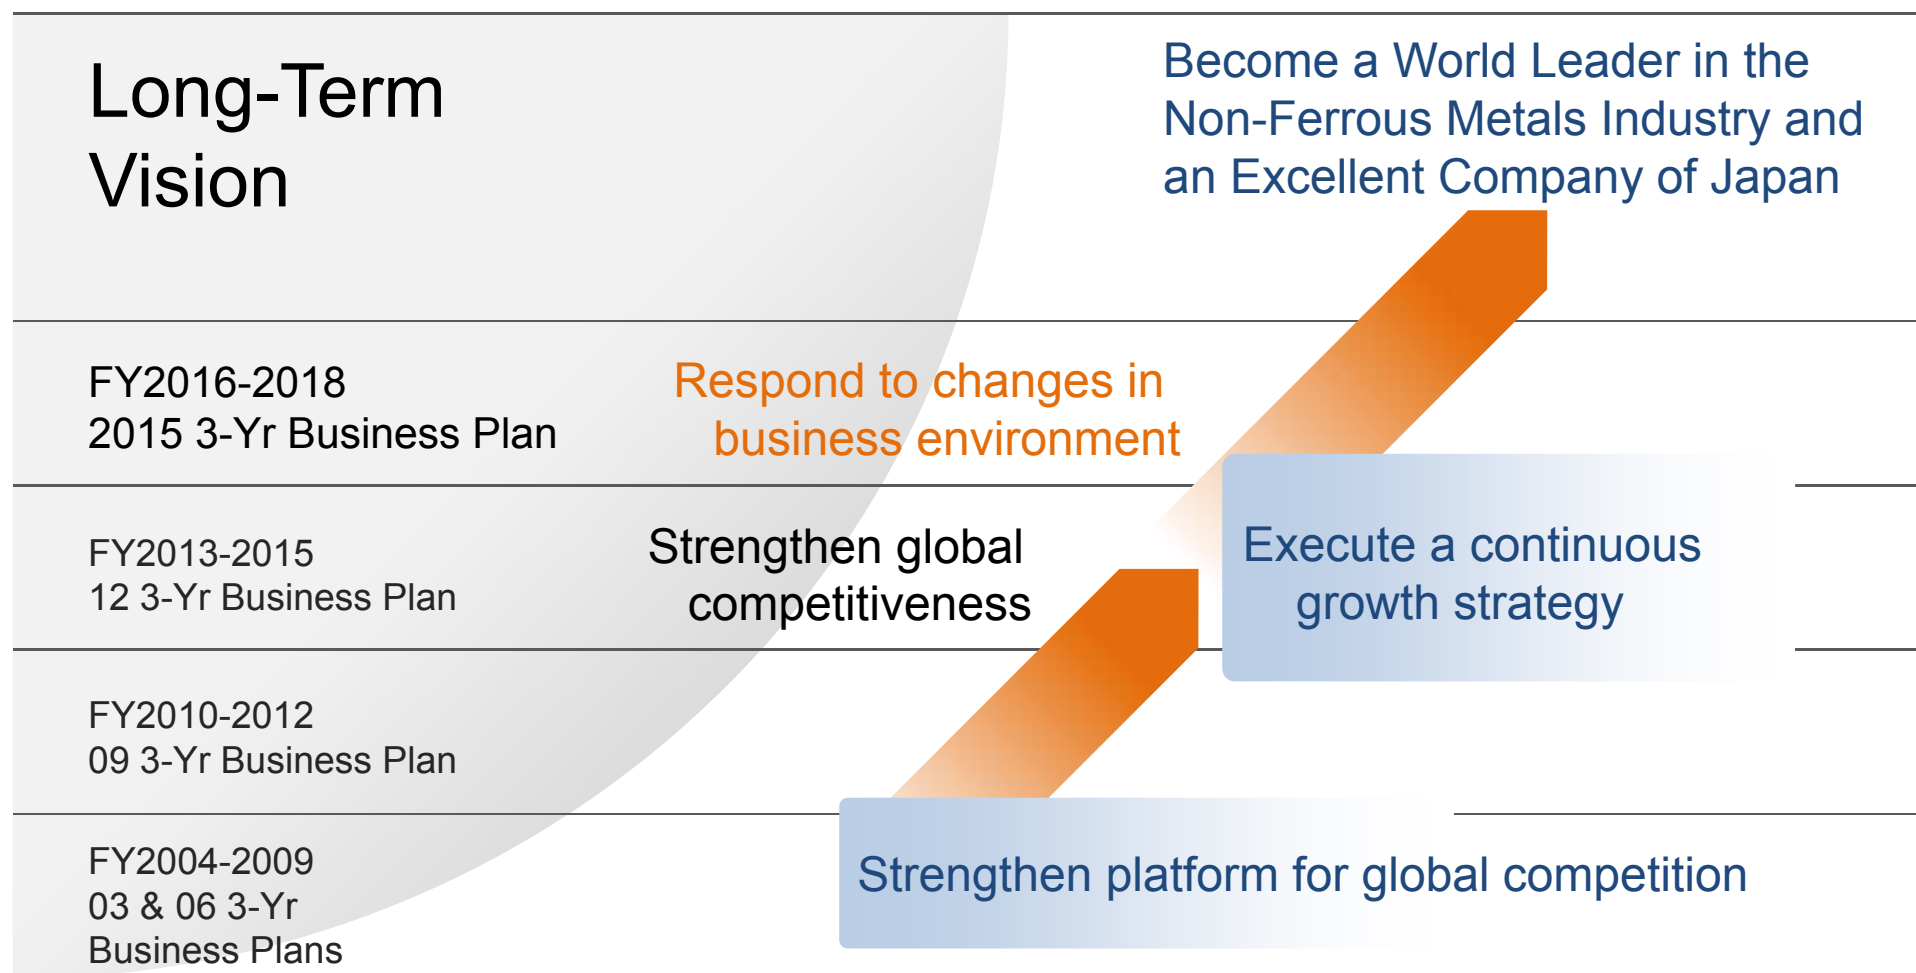 Long-Term
Vision
Become a World Leader in the
Non-Ferrous Metals Industry and
an Excellent Company of Japan
FY2016-2018
2015 3-Yr Business Plan
Respond to changes in
business environment
FY2013-2015
12 3-Yr Business Plan
Strengthen global
competitiveness
Execute a continuous
growth strategy
FY2010-2012
09 3-Yr Business Plan
FY2004-2009
03 & 06 3-Yr
Business Plans
Strengthen platform for global competition